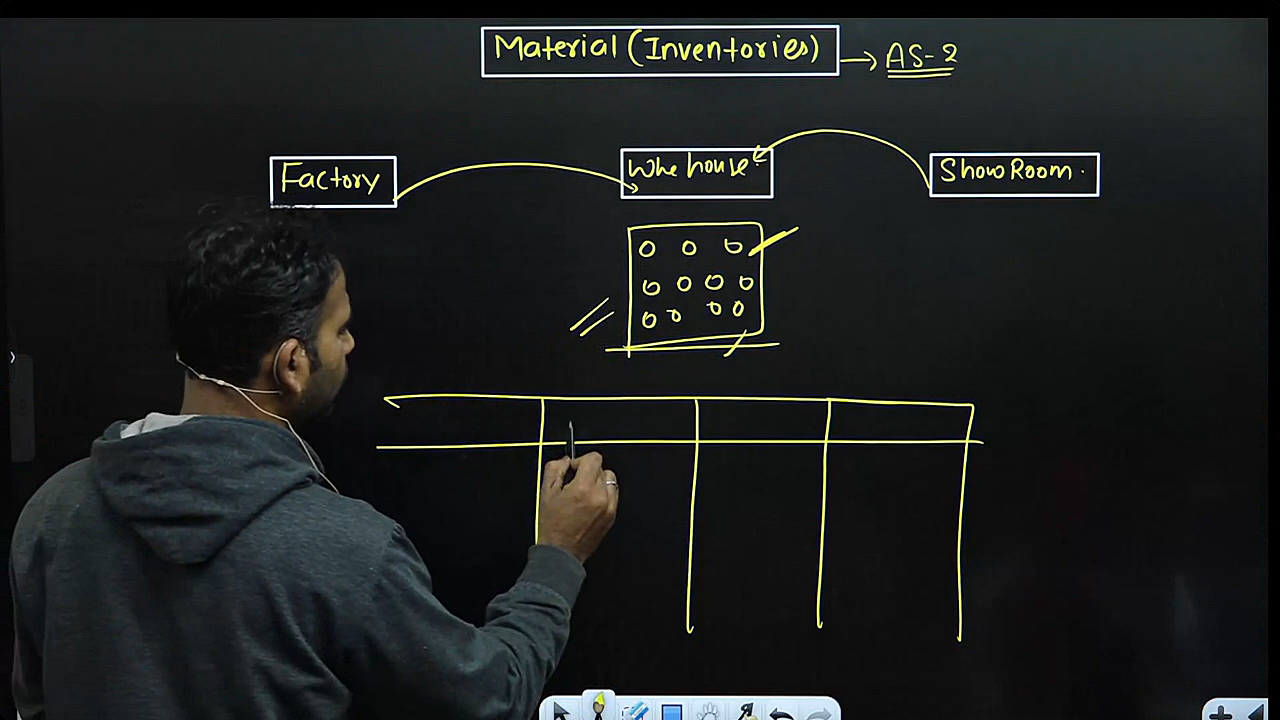 Material (Inventories) → AS-2
Factory
Whe house
Show Room.